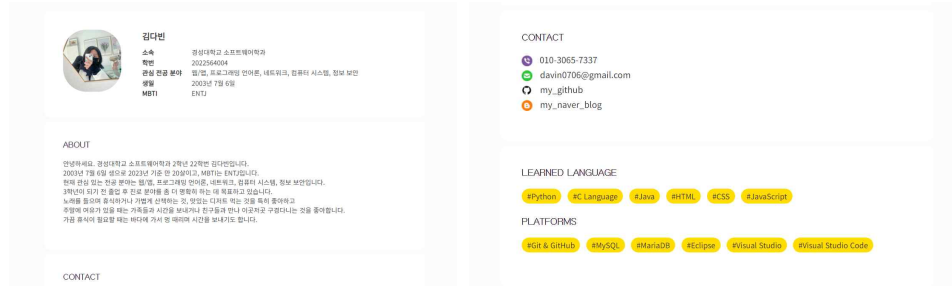 김다빈
소속 경성대학교 소프트웨어학과
학번 2022564004
관심 전공 분야 웹/앱, 프로그래밍 언어론, 네트워크, 컴퓨터 시스템, 정보 보안
생일 2003년 7월 6일
MBTI ENTJ
ABOUT
안녕하세요. 경성대학교 소프트웨어학과 2학년 22학번 김다빈입니다.
2003년 7월 6일 생으로 2023년 기준 만 20살이고, MBTI는 ENTJ입니다.
현재 관심 있는 전공 분야는 웹/앱, 프로그래밍 언어론, 네트워크, 컴퓨터 시스템, 정보 보안입니다.
3학년이 되기 전 졸업 후 진로 분야를 좀 더 명확히 하는 데 목표하고 있습니다.
노래를 들으며 휴식하거나 가볍게 산책하는 것, 맛있는 디저트 먹는 것을 특히 좋아하고
주말에 여유가 있을 때는 가족들과 시간을 보내거나 친구들과 만나 이곳저곳 구경다니는 것을 좋아합니다.
가끔 휴식이 필요할 때는 바다에 가서 멍 때리며 시간을 보내기도 합니다.
CONTACT
CONTACT
010-3065-7337
davin0706@gmail.com
my_github
my_naver_blog
LEARNED LANGUAGE
#Python #C Language #Java #HTML #CSS #JavaScript
PLATFORMS
#Git & GitHub #MySQL #MariaDB #Eclipse #Visual Studio #Visual Studio Code